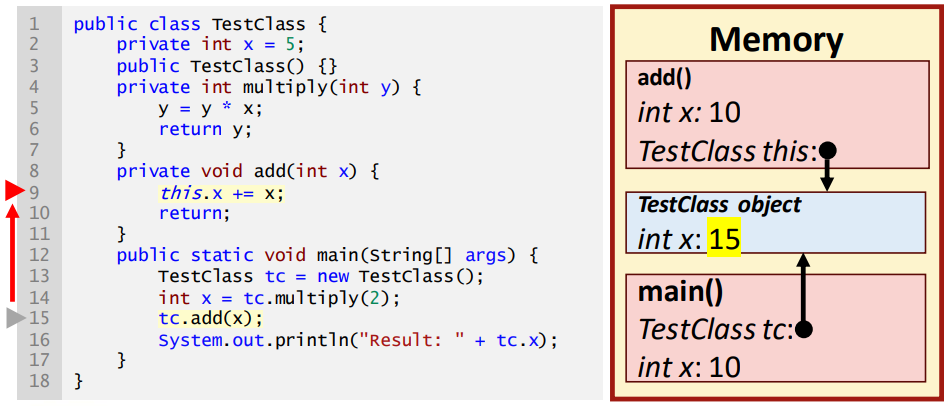 1 public class TestClass {
2 private int x = 5;
3 public TestClass() {}
4 private int multiply(int y) {
5 y = y * x;
6 return y;
7 }
8 private void add(int x) {
9 this.x += x;
10 return;
11 }
12 public static void main(String[] args) {
13 TestClass tc = new TestClass();
14 int x = tc.multiply(2);
15 tc.add(x);
16 System.out.println("Result: " + tc.x);
17 }
18 }
Memory
add()
int x: 10
TestClass this:
TestClass object
int x: 15
main()
TestClass tc:
int x: 10